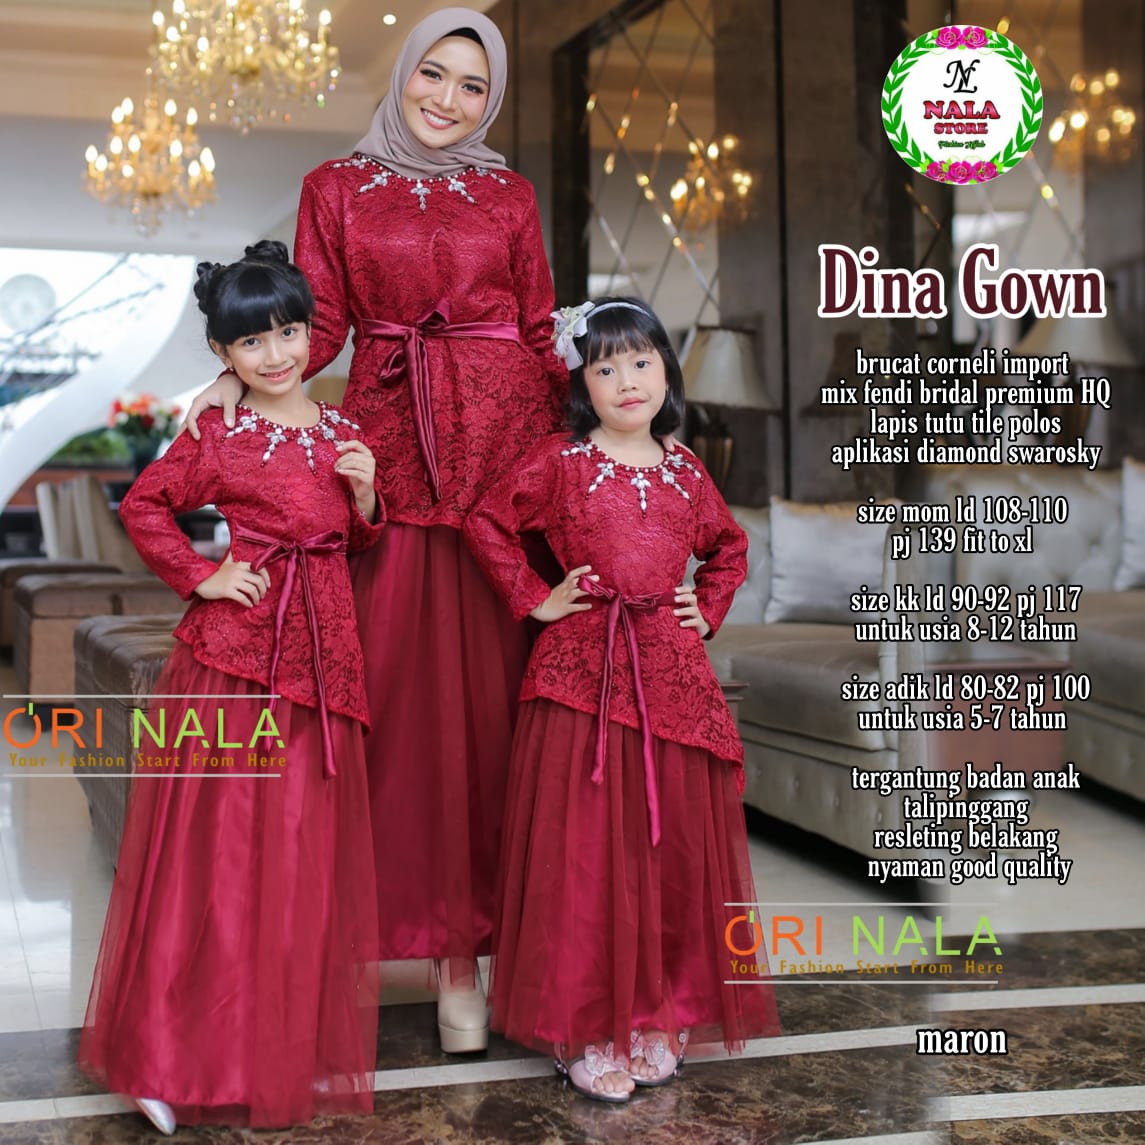 NL
NALA
STORE
Dina Gown
brucat corneli import
mix fendi bridal premium HQ
lapis tutu tile polos
aplikasi diamond swarosky
size mom ld 108-110
pj 139 fit to xl
size kk ld 90-92 pj 117
untuk usia 8-12 tahun
size adik ld 80-82 pj 100
untuk usia 5-7 tahun
tergantung badan anak
talipinggang
resleting belakang
nyaman good quality
ORI NALA
Your Fashion Start From Here
ORI NALA
Your Fashion Start From Here
maron